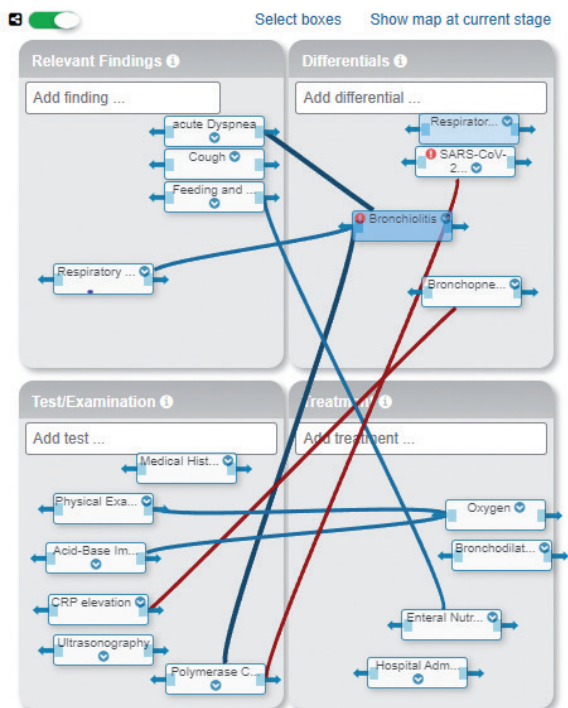 Select boxes Show map at current stage
Relevant Findings
Add finding ...
acute Dyspnea
Cough
Feeding and ...
Respiratory ...
Differentials
Add differential ...
Respirator...
SARS-CoV-
2...
Bronchiolitis
Bronchopne...
Test/Examination
Add test ...
Medical Hist...
Physical Exa...
Acid-Base Im...
CRP elevation
Ultrasonography
Polymerase C...
Treatment
Add treatment ...
Oxygen
Bronchodilat...
Enteral Nutr...
Hospital Adm...